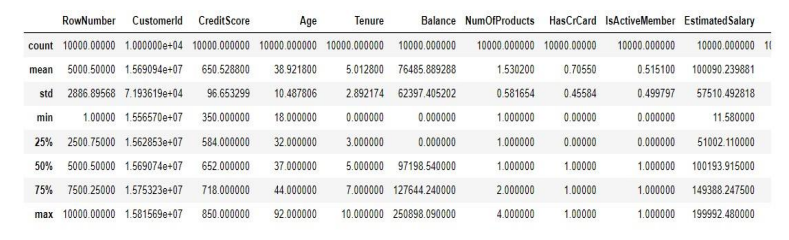 RowNumber CustomerId CreditScore Age Tenure Balance NumOfProducts HasCrCard IsActiveMember EstimatedSalary
count 10000.00000 1.000000e+04 10000.000000 10000.000000 10000.000000 10000.000000 10000.000000 10000.00000 10000.000000 10000.000000 10
mean 5000.50000 1.569094e+07 650.528800 38.921800 5.012800 76485.889288 1.530200 0.70550 0.515100 100090.239881
std 2886.89568 7.193619e+04 96.653299 10.487806 2.892174 62397.405202 0.581654 0.45584 0.499797 57510.492818
min 1.00000 1.556570e+07 350.000000 18.000000 0.000000 0.000000 1.000000 0.00000 0.000000 11.580000
25% 2500.75000 1.562853e+07 584.000000 32.000000 3.000000 0.000000 1.000000 0.00000 0.000000 51002.110000
50% 5000.50000 1.569074e+07 652.000000 37.000000 5.000000 97198.540000 1.000000 1.00000 1.000000 100193.915000
75% 7500.25000 1.575323e+07 718.000000 44.000000 7.000000 127644.240000 2.000000 1.00000 1.000000 149388.247500
max 10000.00000 1.581569e+07 850.000000 92.000000 10.000000 250898.090000 4.000000 1.00000 1.000000 199992.480000